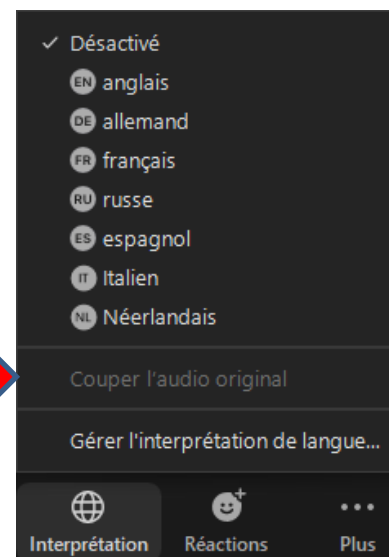 ✓ Désactivé
EN anglais
DE allemand
FR français
RU russe
ES espagnol
IT Italien
NL Néerlandais
Couper l'audio original
Gérer l'interprétation de langue...
Interprétation Réactions Plus